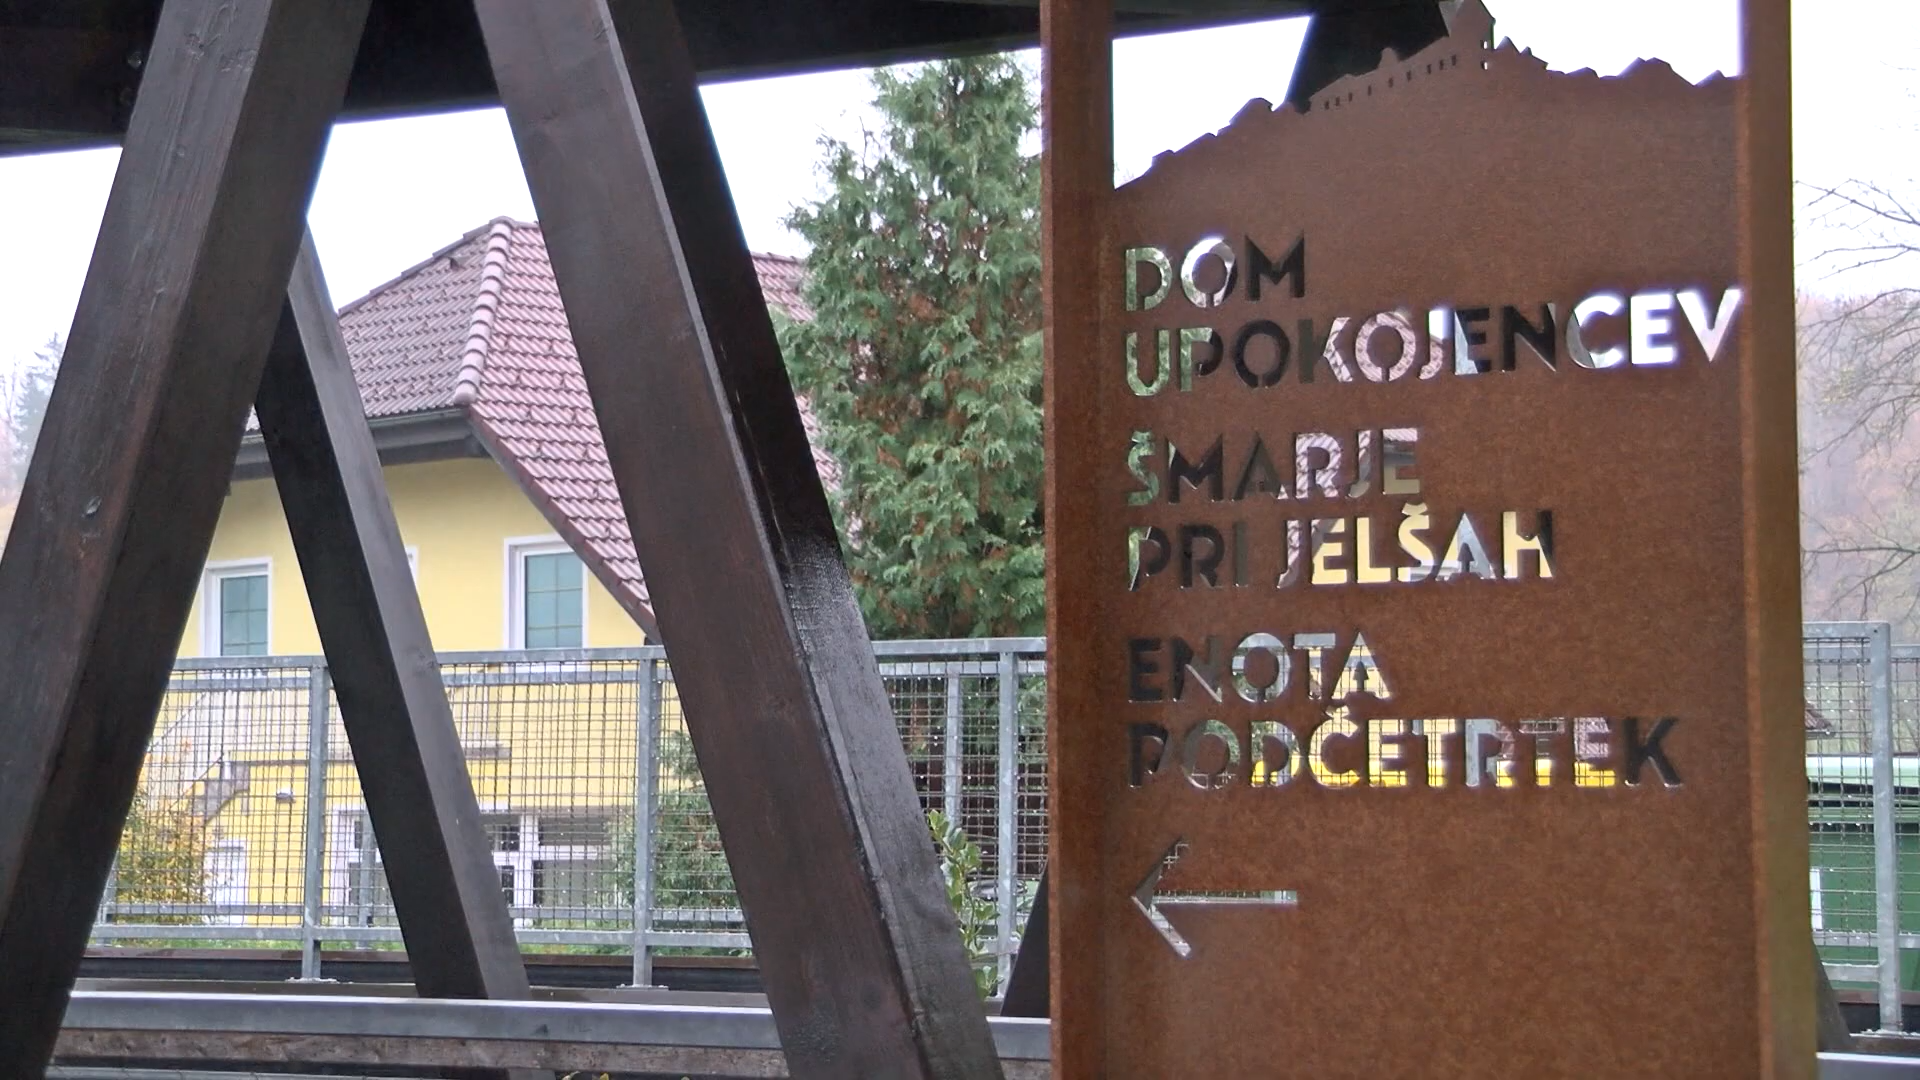 DOM
UPOKOJENCEV
ŠMARJE
PRI JELŠAH
ENOTA
PODČETRTEK